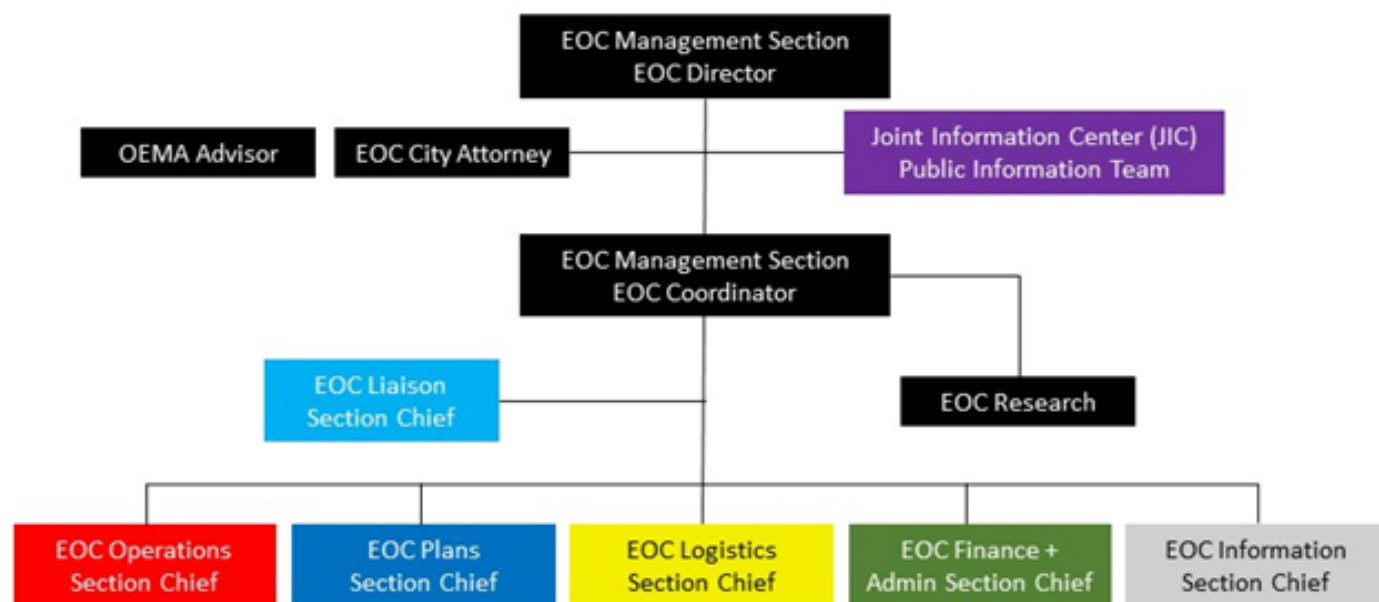 EOC Management Section
EOC Director
OEMA Advisor
EOC City Attorney
Joint Information Center (JIC)
Public Information Team
EOC Management Section
EOC Coordinator
EOC Liaison
Section Chief
EOC Research
EOC Operations
Section Chief
EOC Plans
Section Chief
EOC Logistics
Section Chief
EOC Finance +
Admin Section Chief
EOC Information
Section Chief